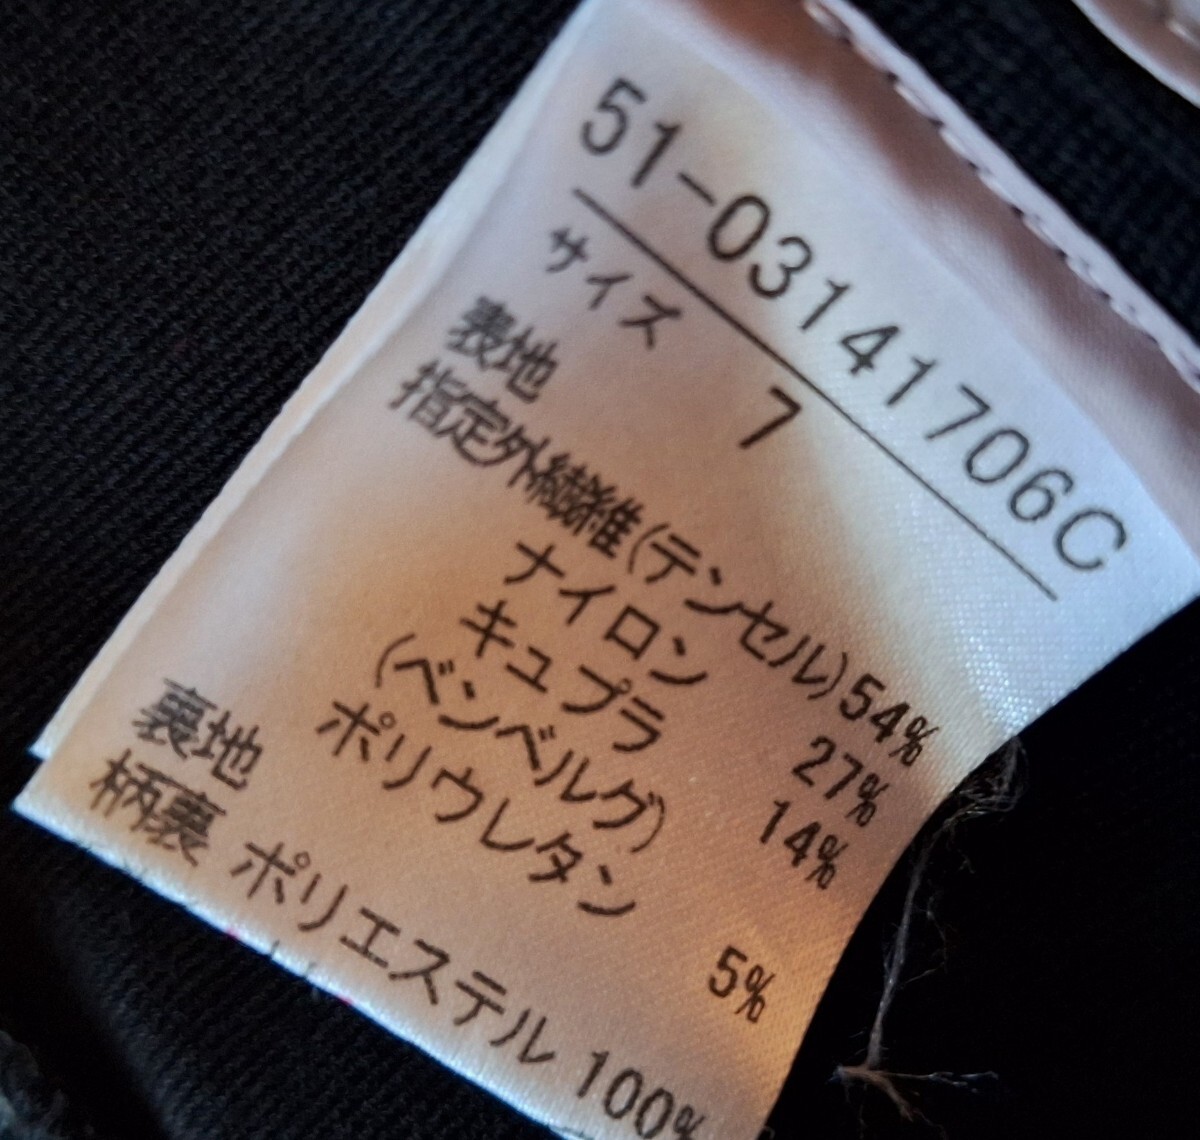 51-03141706C
サイズ 7
表地
指定外繊維(テンセル)54%
ナイロン 27%
キュプラ 14%
(ベンベルグ)
ポリウレタン 5%
裏地
柄裏 ポリエステル 100%